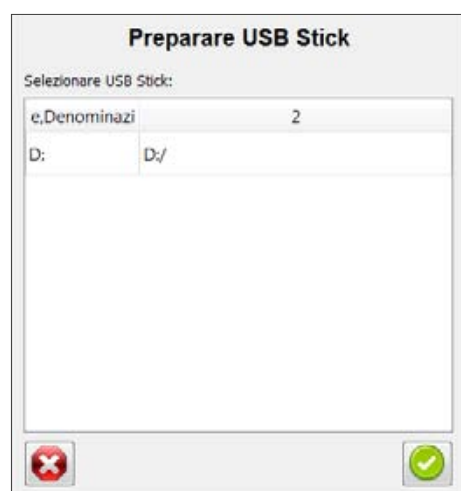 Preparare USB Stick
Selezionare USB Stick:
e,Denominazi 2
D: D:/